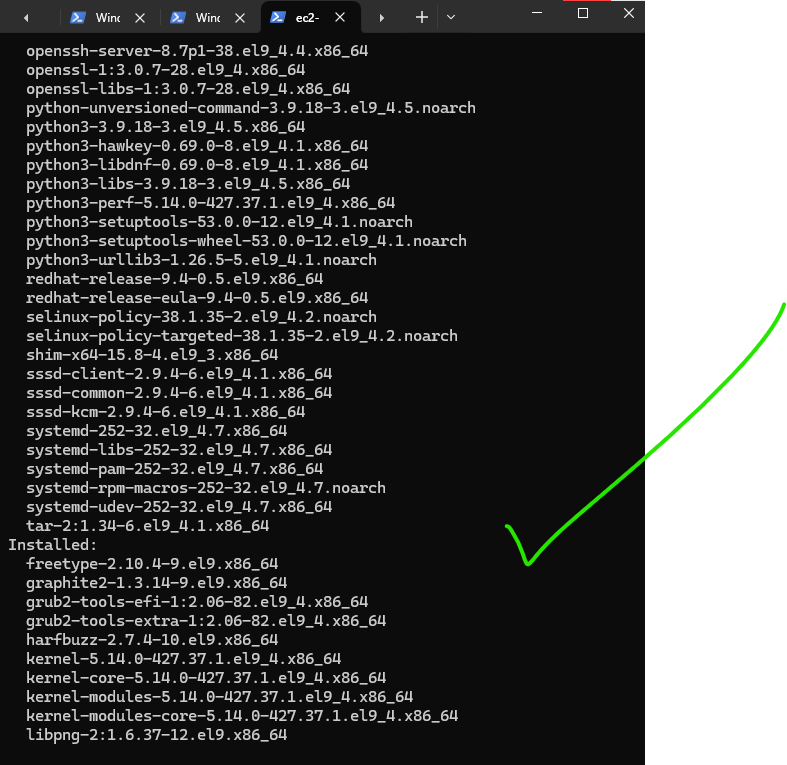 Winc
Winc
ec2-
openssh-server-8.7p1-38.el9_4.4.x86_64
openssl-1:3.0.7-28.el9_4.x86_64
openssl-libs-1:3.0.7-28.el9_4.x86_64
python-unversioned-command-3.9.18-3.el9_4.5.noarch
python3-3.9.18-3.el9_4.5.x86_64
python3-hawkey-0.69.0-8.el9_4.1.x86_64
python3-libdnf-0.69.0-8.el9_4.1.x86_64
python3-libs-3.9.18-3.el9_4.5.x86_64
python3-perf-5.14.0-427.37.1.el9_4.x86_64
python3-setuptools-53.0.0-12.el9_4.1.noarch
python3-setuptools-wheel-53.0.0-12.el9_4.1.noarch
python3-urllib3-1.26.5-5.el9_4.1.noarch
redhat-release-9.4-0.5.el9.x86_64
redhat-release-eula-9.4-0.5.el9.x86_64
selinux-policy-38.1.35-2.el9_4.2.noarch
selinux-policy-targeted-38.1.35-2.el9_4.2.noarch
shim-x64-15.8-4.el9_3.x86_64
sssd-client-2.9.4-6.el9_4.1.x86_64
sssd-common-2.9.4-6.el9_4.1.x86_64
sssd-kcm-2.9.4-6.el9_4.1.x86_64
systemd-252-32.el9_4.7.x86_64
systemd-libs-252-32.el9_4.7.x86_64
systemd-pam-252-32.el9_4.7.x86_64
systemd-rpm-macros-252-32.el9_4.7.noarch
systemd-udev-252-32.el9_4.7.x86_64
tar-2:1.34-6.el9_4.1.x86_64
Installed:
freetype-2.10.4-9.el9.x86_64
graphite2-1.3.14-9.el9.x86_64
grub2-tools-efi-1:2.06-82.el9_4.x86_64
grub2-tools-extra-1:2.06-82.el9_4.x86_64
harfbuzz-2.7.4-10.el9.x86_64
kernel-5.14.0-427.37.1.el9_4.x86_64
kernel-core-5.14.0-427.37.1.el9_4.x86_64
kernel-modules-5.14.0-427.37.1.el9_4.x86_64
kernel-modules-core-5.14.0-427.37.1.el9_4.x86_64
libpng-2:1.6.37-12.el9.x86_64